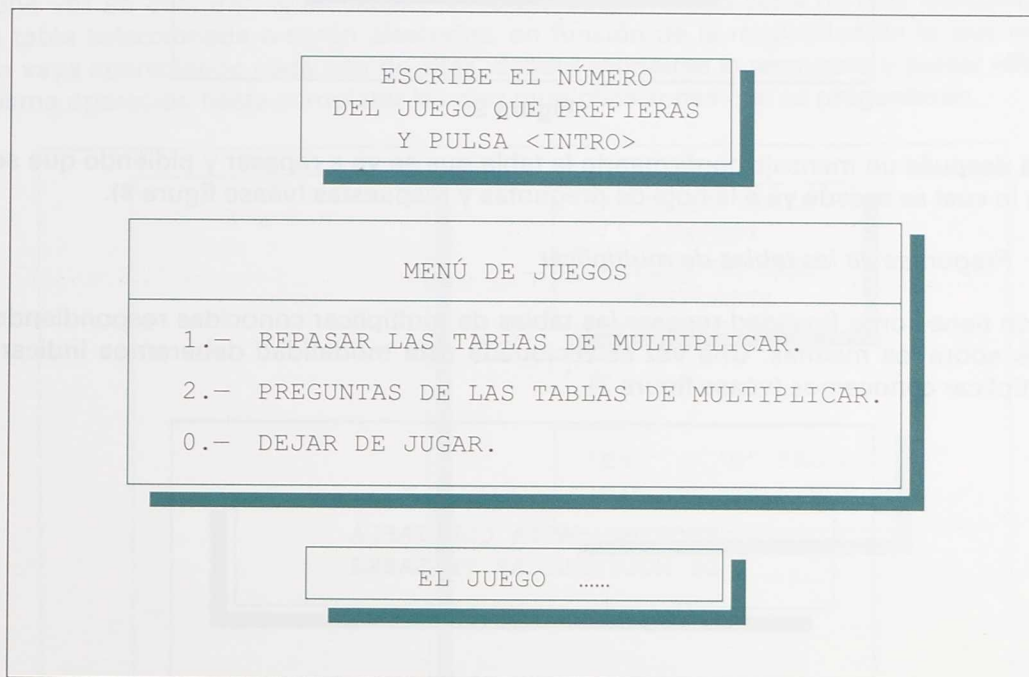 ESCRIBE EL NÚMERO
DEL JUEGO QUE PREFIERAS
Y PULSA <INTRO>
MENÚ DE JUEGOS
1.— REPASAR LAS TABLAS DE MULTIPLICAR.
2.— PREGUNTAS DE LAS TABLAS DE MULTIPLICAR.
0.— DEJAR DE JUGAR.
EL JUEGO ......